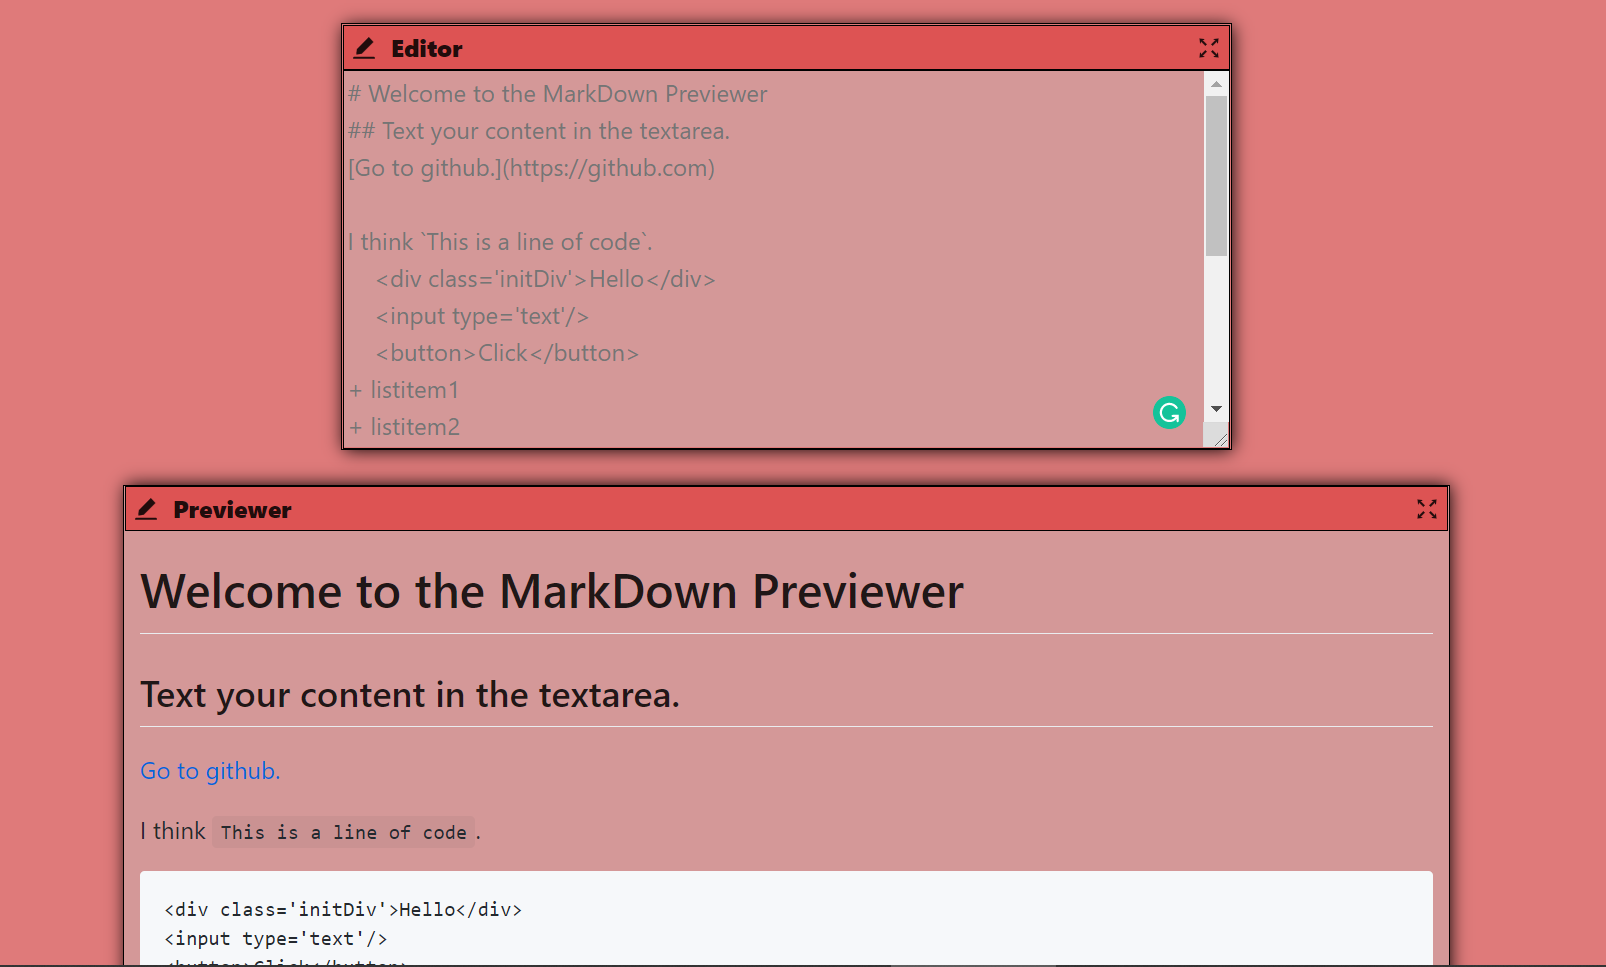 Editor
# Welcome to the MarkDown Previewer
## Text your content in the textarea.
[Go to github.](https://github.com)
I think `This is a line of code`.
<div class='initDiv'>Hello</div>
<input type='text'/>
<button>Click</button>
+ listitem1
+ listitem2
Previewer
Welcome to the MarkDown Previewer
Text your content in the textarea.
Go to github.
I think This is a line of code.
<div class='initDiv'>Hello</div>
<input type='text'/>
<button>Click</button>